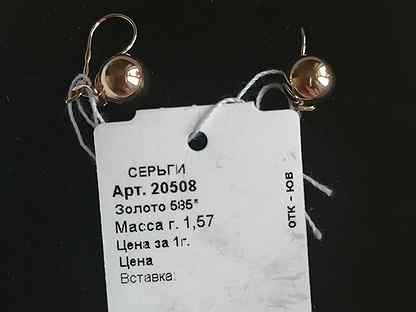 СЕРЬГИ
Арт. 20508
Золото 585*
Масса г. 1,57
Цена за 1г.
Цена
Вставка:
ОТК - ЮВ